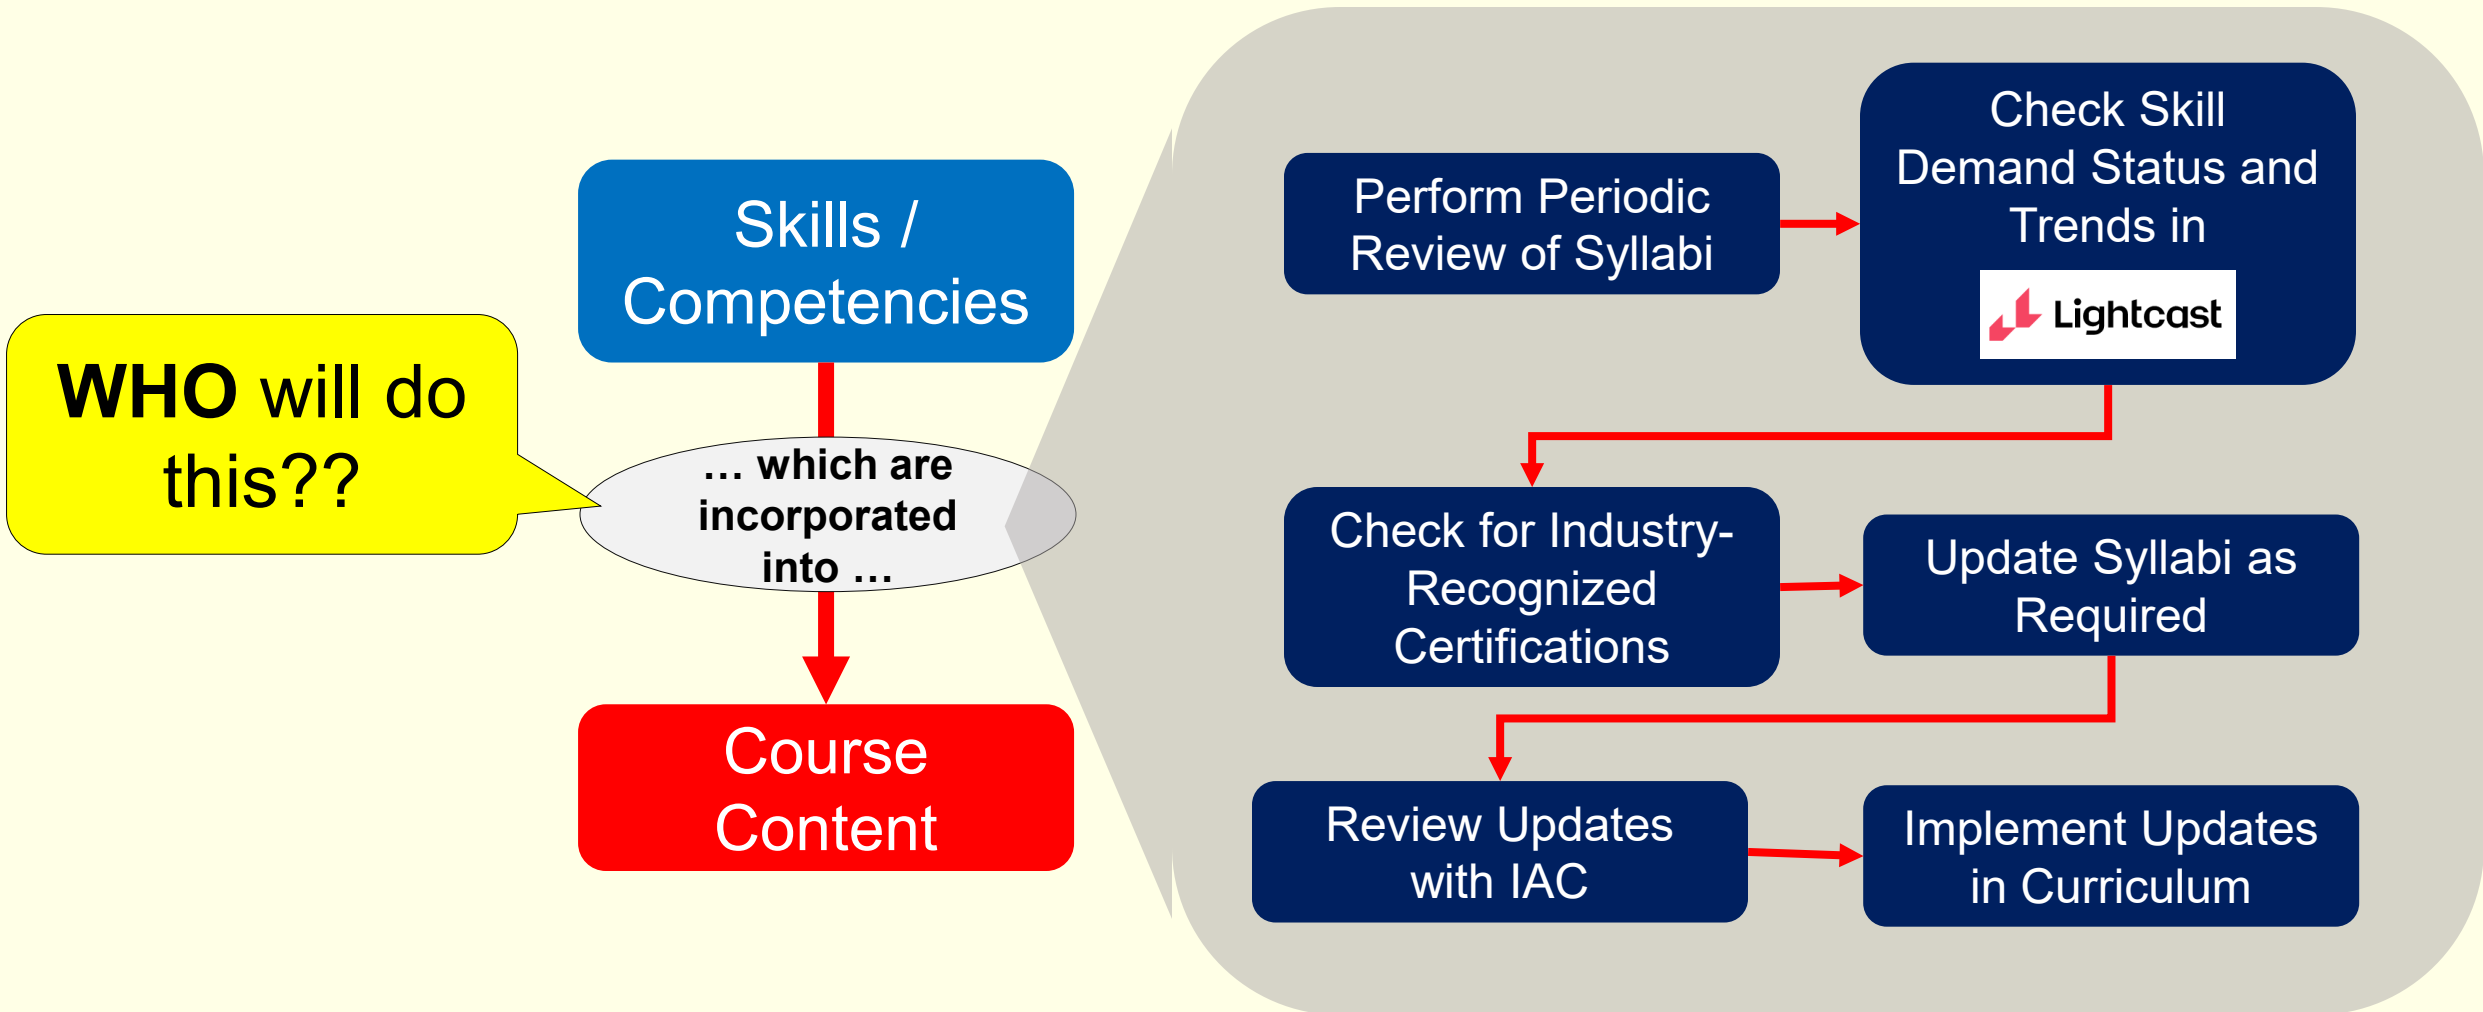 Skills /
Competencies
WHO will do
this??
… which are
incorporated
into …
Course
Content
Perform Periodic
Review of Syllabi
Check Skill
Demand Status and
Trends in
Lightcast
Check for Industry-
Recognized
Certifications
Update Syllabi as
Required
Review Updates
with IAC
Implement Updates
in Curriculum